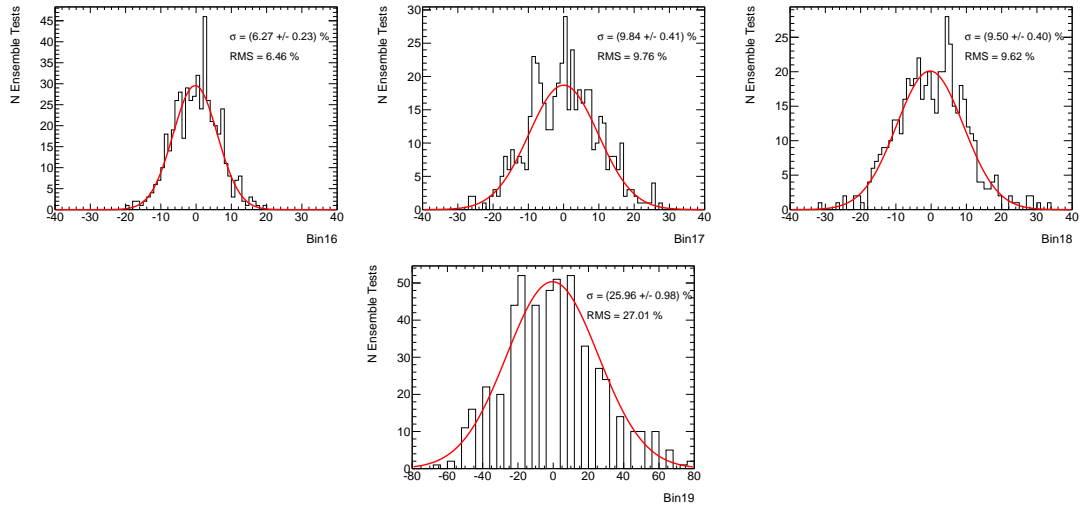 N Ensemble Tests
45
40
35
30
25
20
15
10
5
0
σ = (6.27 +/- 0.23) %
RMS = 6.46 %
-40 -30 -20 -10 0 10 20 30 40
Bin16
N Ensemble Tests
30
25
20
15
10
5
0
σ = (9.84 +/- 0.41) %
RMS = 9.76 %
-40 -30 -20 -10 0 10 20 30 40
Bin17
N Ensemble Tests
25
20
15
10
5
0
σ = (9.50 +/- 0.40) %
RMS = 9.62 %
-40 -30 -20 -10 0 10 20 30 40
Bin18
N Ensemble Tests
50
40
30
20
10
0
σ = (25.96 +/- 0.98) %
RMS = 27.01 %
-80 -60 -40 -20 0 20 40 60 80
Bin19